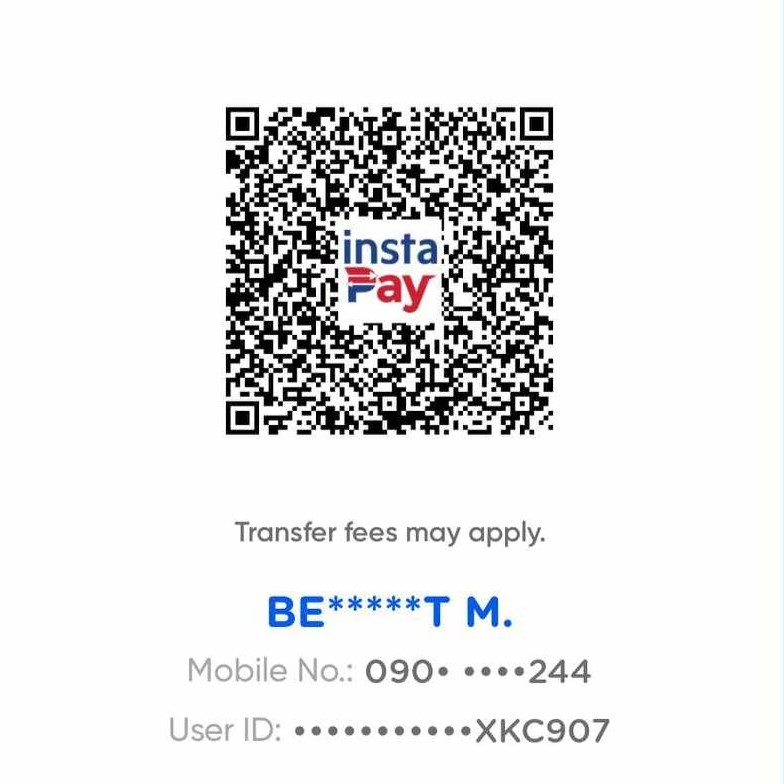 insta
Pay
Transfer fees may apply.
BE*****T M.
Mobile No.: 090• ••••244
User ID: •••••••••••XKC907